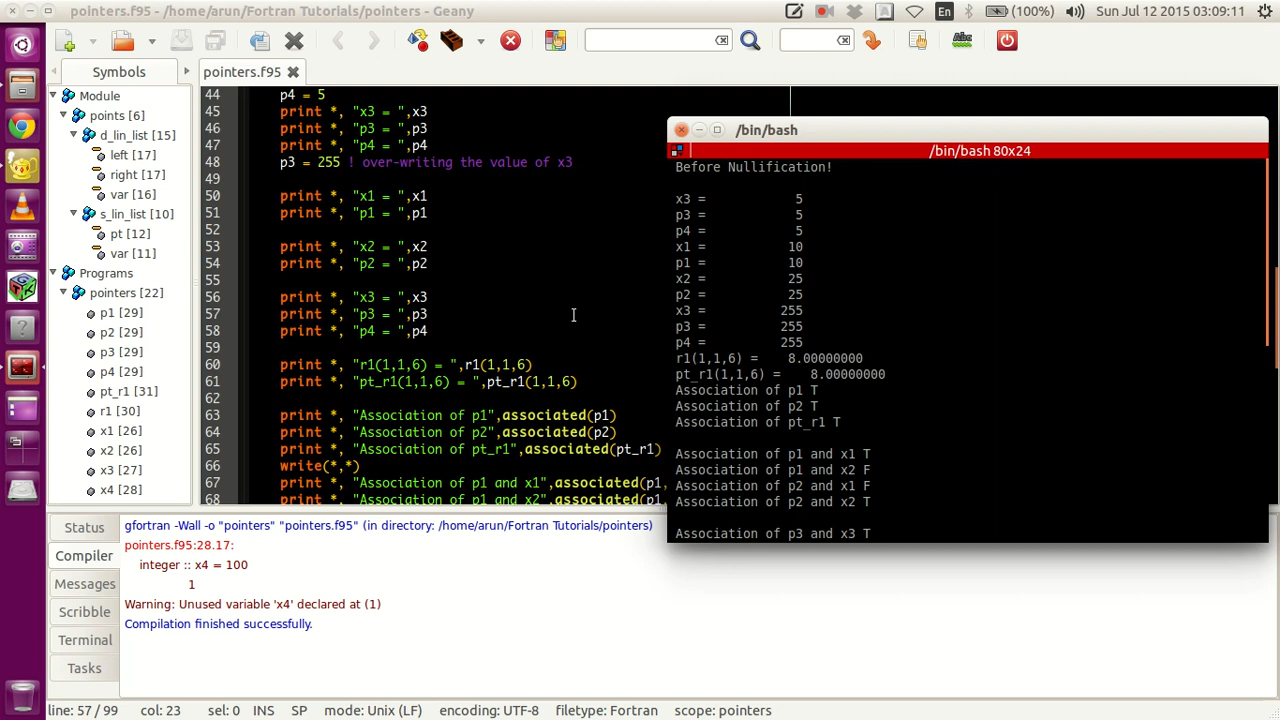 pointers.f95 - /home/arun/Fortran Tutorials/pointers - Geany
En (100%) Sun Jul 12 2015 03:09:11
Symbols
pointers.f95
Module
points [6]
d_lin_list [15]
left [17]
right [17]
var [16]
s_lin_list [10]
pt [12]
var [11]
Programs
pointers [22]
p1 [29]
p2 [29]
p3 [29]
p4 [29]
pt_r1 [31]
r1 [30]
x1 [26]
x2 [26]
x3 [27]
x4 [28]
44 p4 = 5
45 print *, "x3 = ",x3
46 print *, "p3 = ",p3
47 print *, "p4 = ",p4
48 p3 = 255 ! over-writing the value of x3
49
50 print *, "x1 = ",x1
51 print *, "p1 = ",p1
52
53 print *, "x2 = ",x2
54 print *, "p2 = ",p2
55
56 print *, "x3 = ",x3
57 print *, "p3 = ",p3
58 print *, "p4 = ",p4
59
60 print *, "r1(1,1,6) = ",r1(1,1,6)
61 print *, "pt_r1(1,1,6) = ",pt_r1(1,1,6)
62
63 print *, "Association of p1",associated(p1)
64 print *, "Association of p2",associated(p2)
65 print *, "Association of pt_r1",associated(pt_r1)
66 write(*,*)
67 print *, "Association of p1 and x1",associated(p1,
68 print *, "Association of p1 and x2",associated(p1
/bin/bash
/bin/bash 80x24
Before Nullification!
x3 = 5
p3 = 5
p4 = 5
x1 = 10
p1 = 10
x2 = 25
p2 = 25
x3 = 255
p3 = 255
p4 = 255
r1(1,1,6) = 8.00000000
pt_r1(1,1,6) = 8.00000000
Association of p1 T
Association of p2 T
Association of pt_r1 T
Association of p1 and x1 T
Association of p1 and x2 F
Association of p2 and x1 F
Association of p2 and x2 T
Association of p3 and x3 T
Status
Compiler
Messages
Scribble
Terminal
Tasks
gfortran -Wall -o "pointers" "pointers.f95" (in directory: /home/arun/Fortran Tutorials/pointers)
pointers.f95:28.17:
integer :: x4 = 100
1
Warning: Unused variable 'x4' declared at (1)
Compilation finished successfully.
line: 57 / 99 col: 23 sel: 0 INS SP mode: Unix (LF) encoding: UTF-8 filetype: Fortran scope: pointers